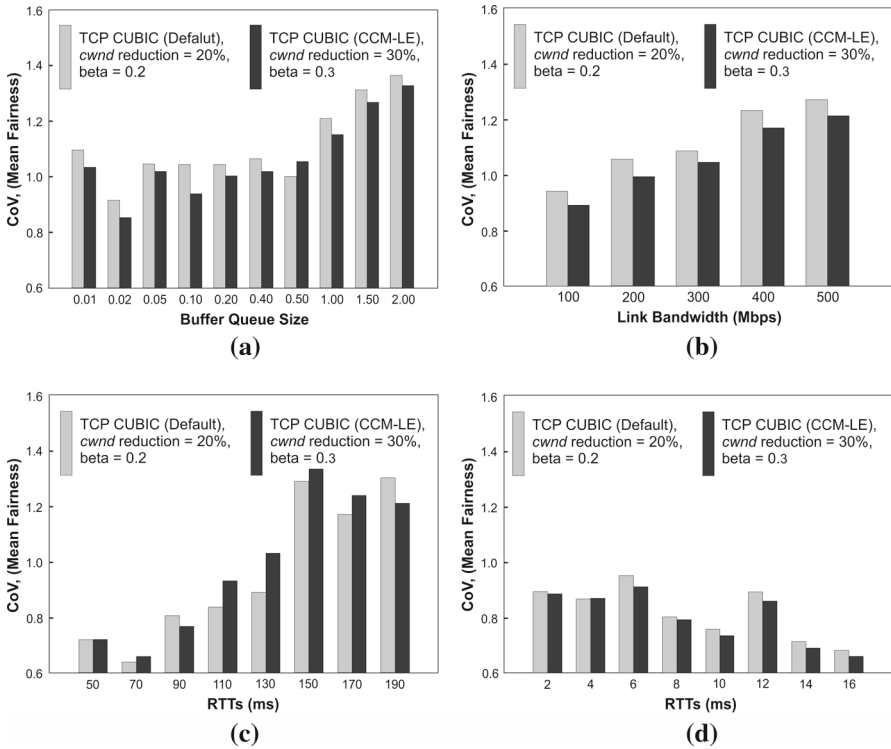 1.6
1.4
1.2
1.0
0.8
0.6
CoV, (Mean Fairness)
TCP CUBIC (Defalut),
cwnd reduction = 20%,
beta = 0.2
TCP CUBIC (CCM-LE),
cwnd reduction = 30%,
beta = 0.3
0.01 0.02 0.05 0.10 0.20 0.40 0.50 1.00 1.50 2.00
Buffer Queue Size
(a)
1.6
1.4
1.2
1.0
0.8
0.6
CoV, (Mean Fairness)
TCP CUBIC (Default),
cwnd reduction = 20%,
beta = 0.2
TCP CUBIC (CCM-LE),
cwnd reduction = 30%,
beta = 0.3
100 200 300 400 500
Link Bandwidth (Mbps)
(b)
1.6
1.4
1.2
1.0
0.8
0.6
CoV, (Mean Fairness)
TCP CUBIC (Default),
cwnd reduction = 20%,
beta = 0.2
TCP CUBIC (CCM-LE),
cwnd reduction = 30%,
beta = 0.3
50 70 90 110 130 150 170 190
RTTs (ms)
(c)
1.6
1.4
1.2
1.0
0.8
0.6
CoV, (Mean Fairness)
TCP CUBIC (Default),
cwnd reduction = 20%,
beta = 0.2
TCP CUBIC (CCM-LE),
cwnd reduction = 30%,
beta = 0.3
2 4 6 8 10 12 14 16
RTTs (ms)
(d)